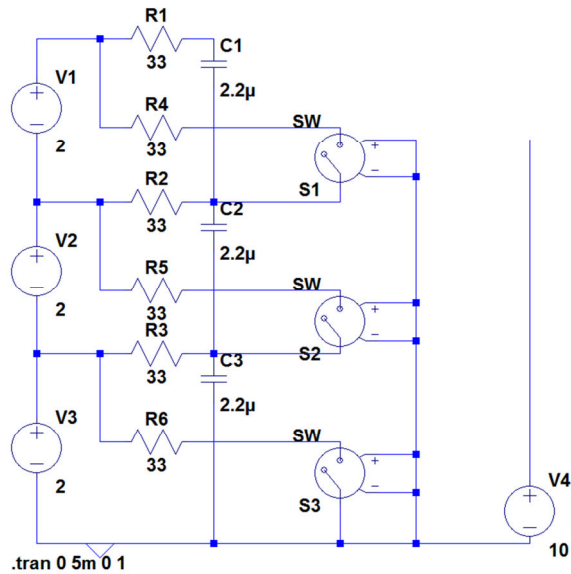 R1
C1
33
V1
2.2µ
R4
SW
2
33
S1
R2
C2
33
V2
2.2µ
R5
SW
2
33
R3
S2
C3
33
2.2µ
V3
R6
SW
2
33
S3
V4
10
.tran 0 5m 0 1